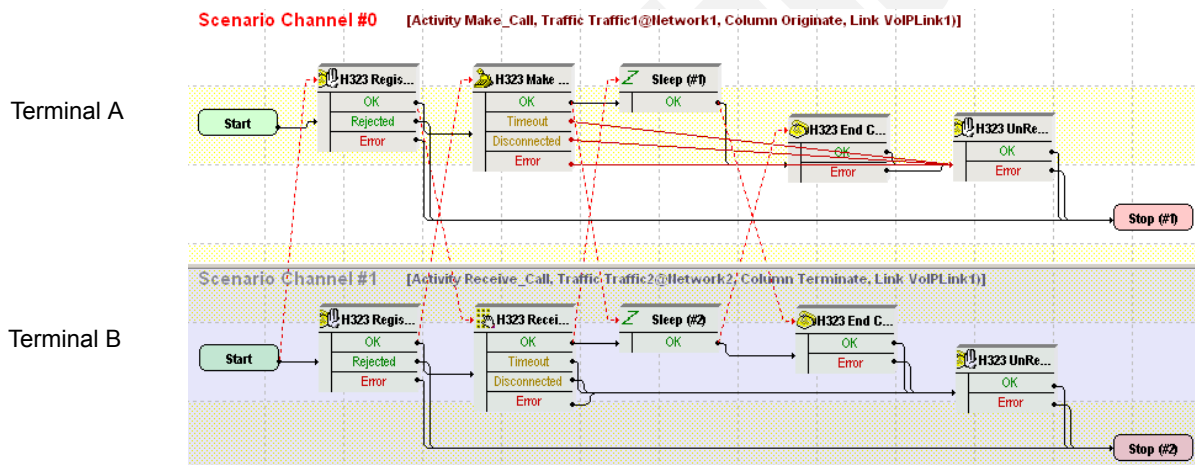 Scenario Channel #0 [Activity Make_Call, Traffic Traffic1@Network1, Column Originate, Link VoIPLink1)]
Terminal A
Start
H323 Regis...
OK
Rejected
Error
H323 Make ...
OK
Timeout
Disconnected
Error
Sleep (#1)
OK
H323 End C...
OK
Error
H323 UnRe...
OK
Error
Stop (#1)
Scenario Channel #1 [Activity Receive_Call, Traffic Traffic2@Network2, Column Terminate, Link VoIPLink1)]
Terminal B
Start
H323 Regis...
OK
Rejected
Error
H323 Recei...
OK
Timeout
Disconnected
Error
Sleep (#2)
OK
H323 End C...
OK
Error
H323 UnRe...
OK
Error
Stop (#2)